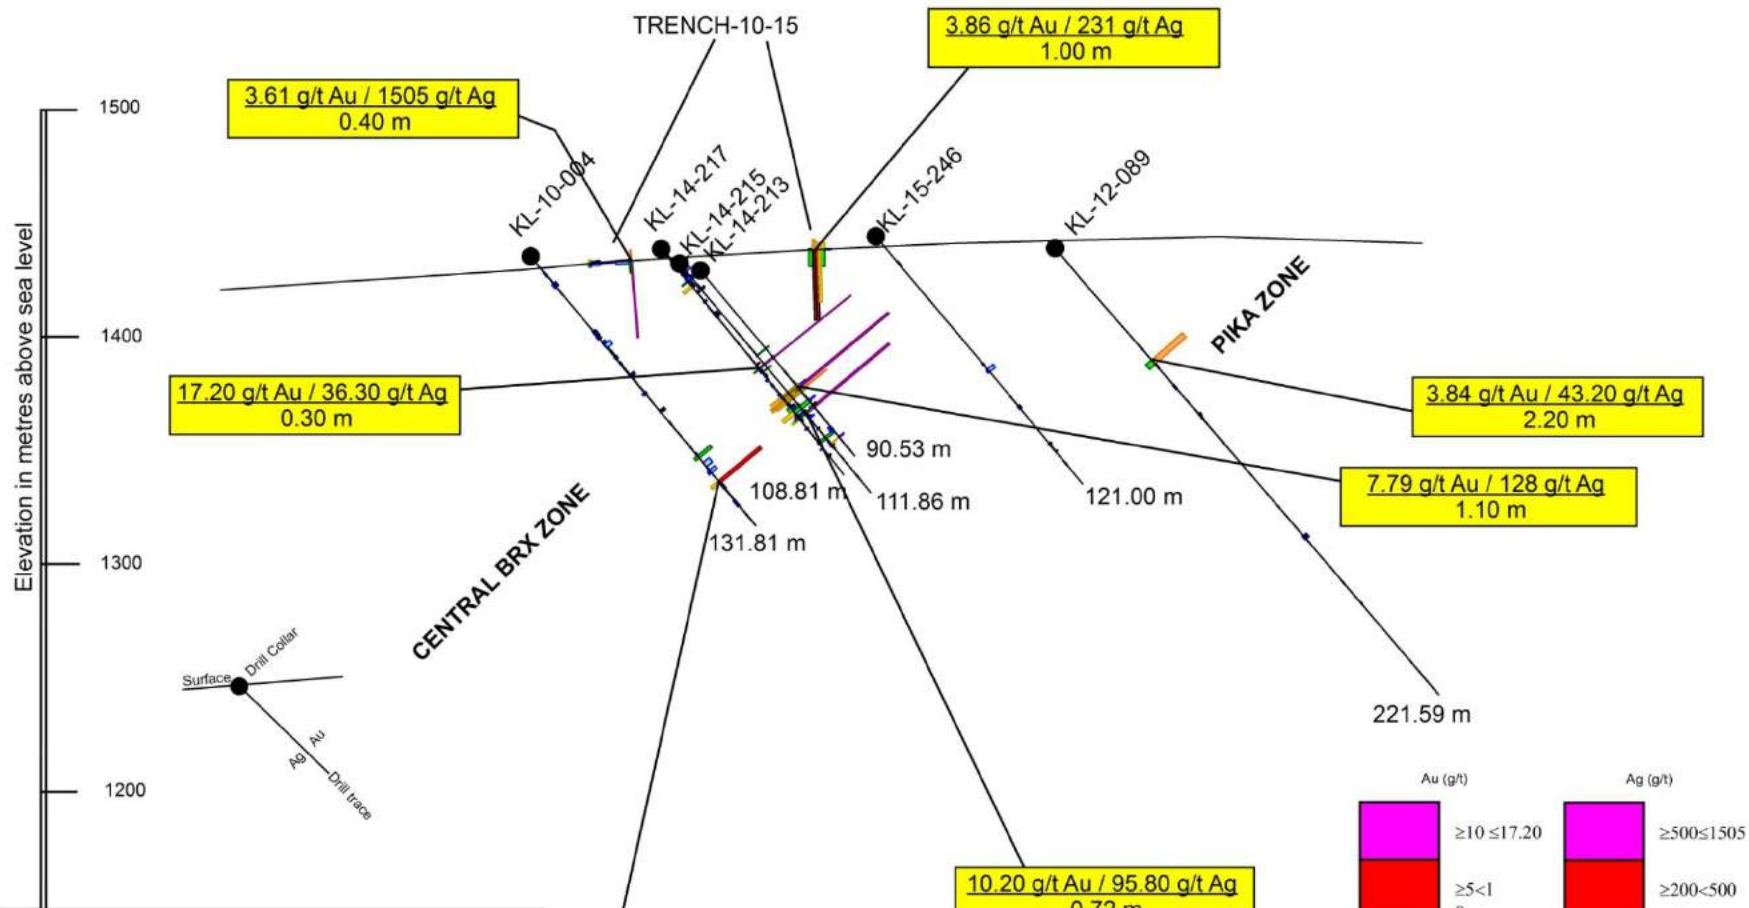 TRENCH-10-15
3.86 g/t Au / 231 g/t Ag
1.00 m
3.61 g/t Au / 1505 g/t Ag
0.40 m
1500
KL-10-004
KL-14-217
KL-14-215
KL-14-213
KL-15-246
KL-12-089
Elevation in metres above sea level
1400
PIKA ZONE
17.20 g/t Au / 36.30 g/t Ag
0.30 m
3.84 g/t Au / 43.20 g/t Ag
2.20 m
90.53 m
7.79 g/t Au / 128 g/t Ag
1.10 m
108.81 m
111.86 m
121.00 m
131.81 m
1300
CENTRAL BRX ZONE
Surface
Drill Collar
Au
Ag
Drill trace
221.59 m
1200
Au (g/t)
Ag (g/t)
≥10 ≤17.20
≥500≤1505
10.20 g/t Au / 95.80 g/t Ag
≥5<1
≥200<500